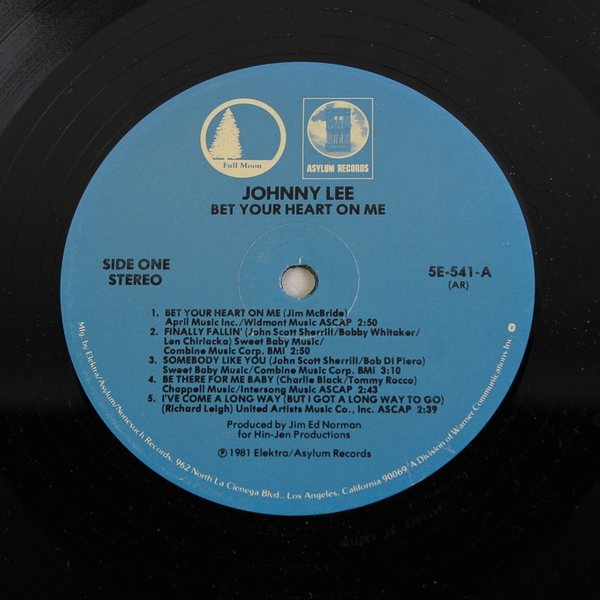 Full Moon
ASYLUM RECORDS
JOHNNY LEE
BET YOUR HEART ON ME
SIDE ONE
STEREO
5E-541-A
(AR)
1. BET YOUR HEART ON ME (Jim McBride)
April Music Inc./Widmont Music ASCAP 2:50
2. FINALLY FALLIN' (John Scott Sherrill/Bobby Whitaker/
Len Chiriacka) Sweet Baby Music/
Combine Music Corp. BMI 2:50
3. SOMEBODY LIKE YOU (John Scott Sherrill/Bob Di Piero)
Sweet Baby Music/Combine Music Corp. BMI 3:10
4. BE THERE FOR ME BABY (Charlie Black/Tommy Rocco)
Chappell Music/Intersong Music ASCAP 2:43
5. I'VE COME A LONG WAY (BUT I GOT A LONG WAY TO GO)
(Richard Leigh) United Artists Music Co., Inc. ASCAP 2:39
Produced by Jim Ed Norman
for Hin-Jen Productions
℗ 1981 Elektra/Asylum Records
Mfg. by Elektra/Asylum/Nonesuch Records, 962 North La Cienega Blvd., Los Angeles, California 90069/A Division of Warner Communications Inc